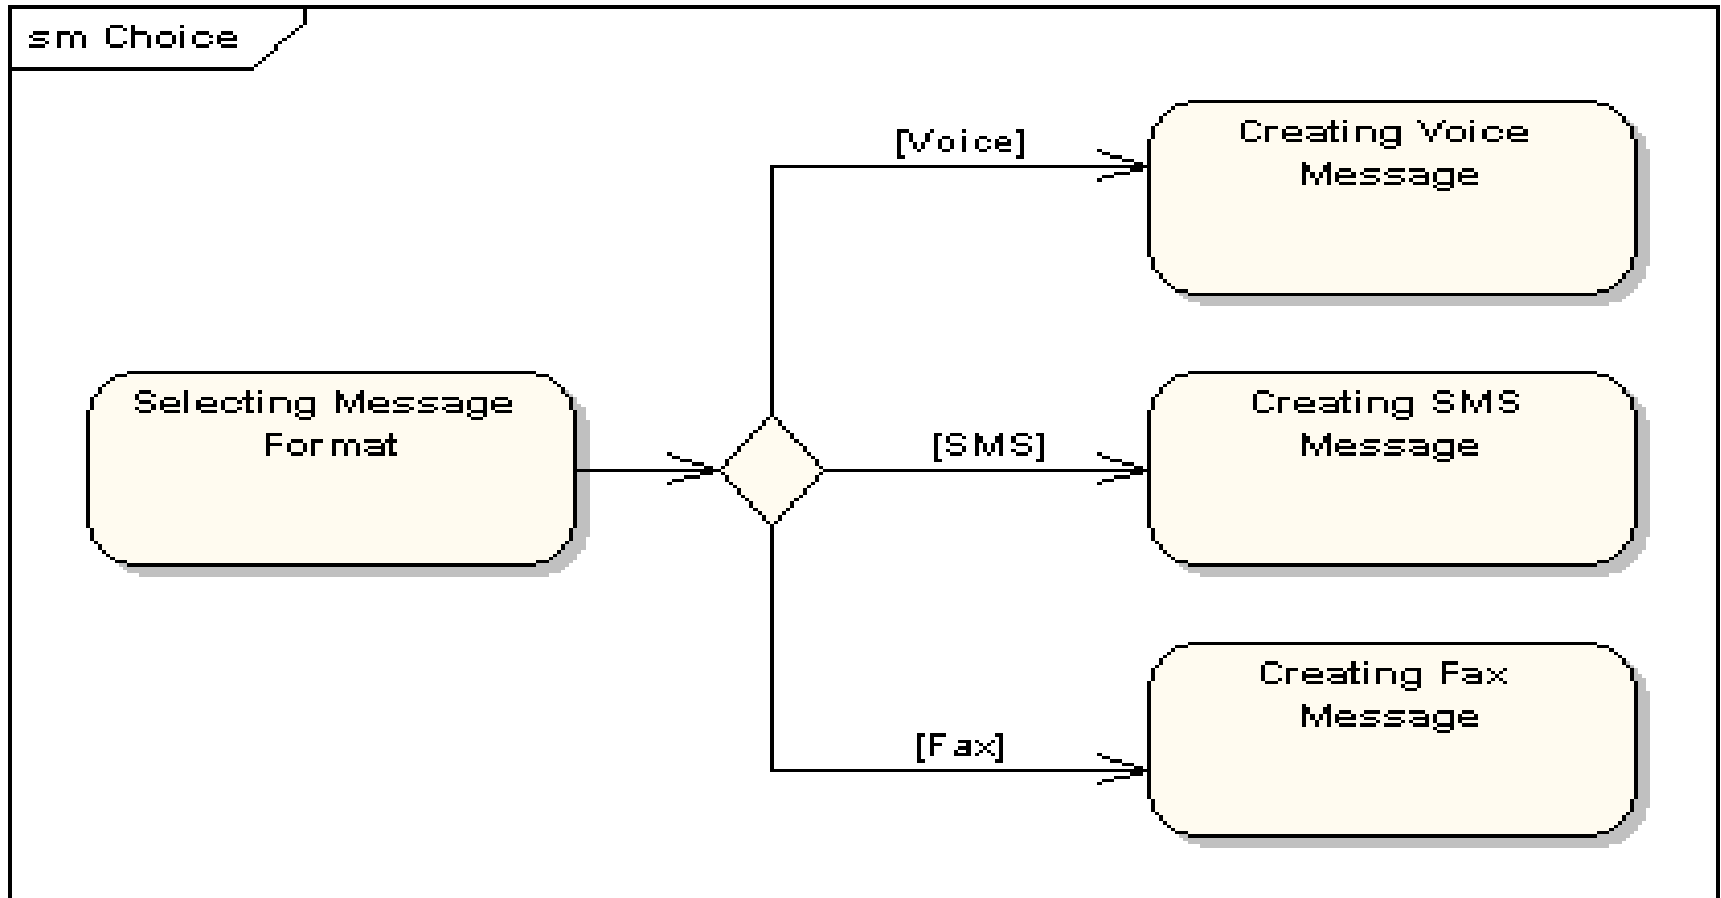 sm Choice
[Voice]
Creating Voice
Message
Selecting Message
Format
[SMS]
Creating SMS
Message
[Fax]
Creating Fax
Message